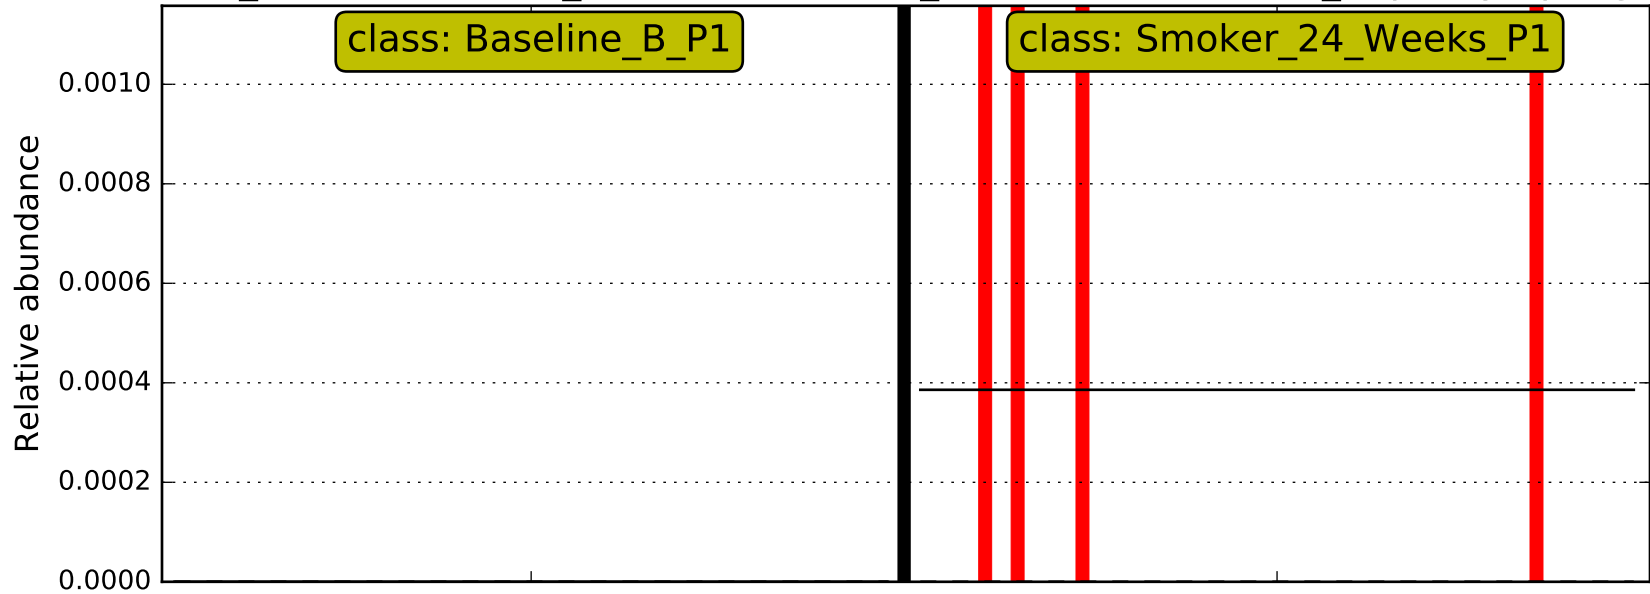 class: Baseline_B_P1
class: Smoker_24_Weeks_P1
0.0010
0.0008
0.0006
0.0004
0.0002
0.0000
Relative abundance